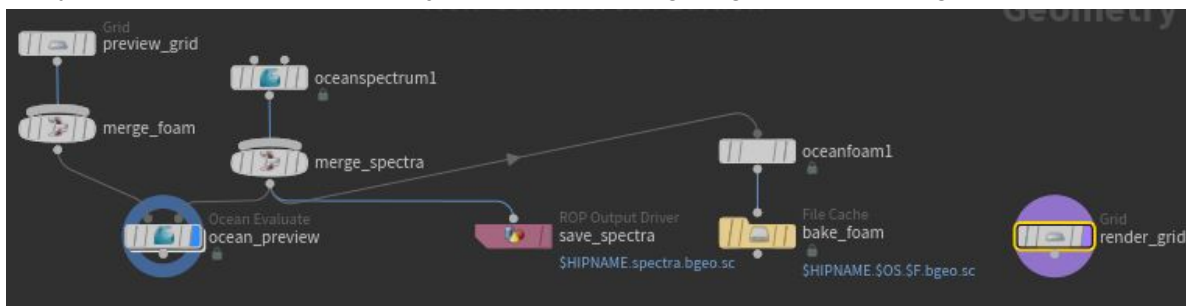 Geometry
Grid
preview_grid
oceanspectrum1
merge_foam
merge_spectra
oceanfoam1
Ocean Evaluate
ocean_preview
ROP Output Driver
save_spectra
$HIPNAME.spectra.bgeo.sc
File Cache
bake_foam
$HIPNAME.$OS.$F.bgeo.sc
Grid
render_grid